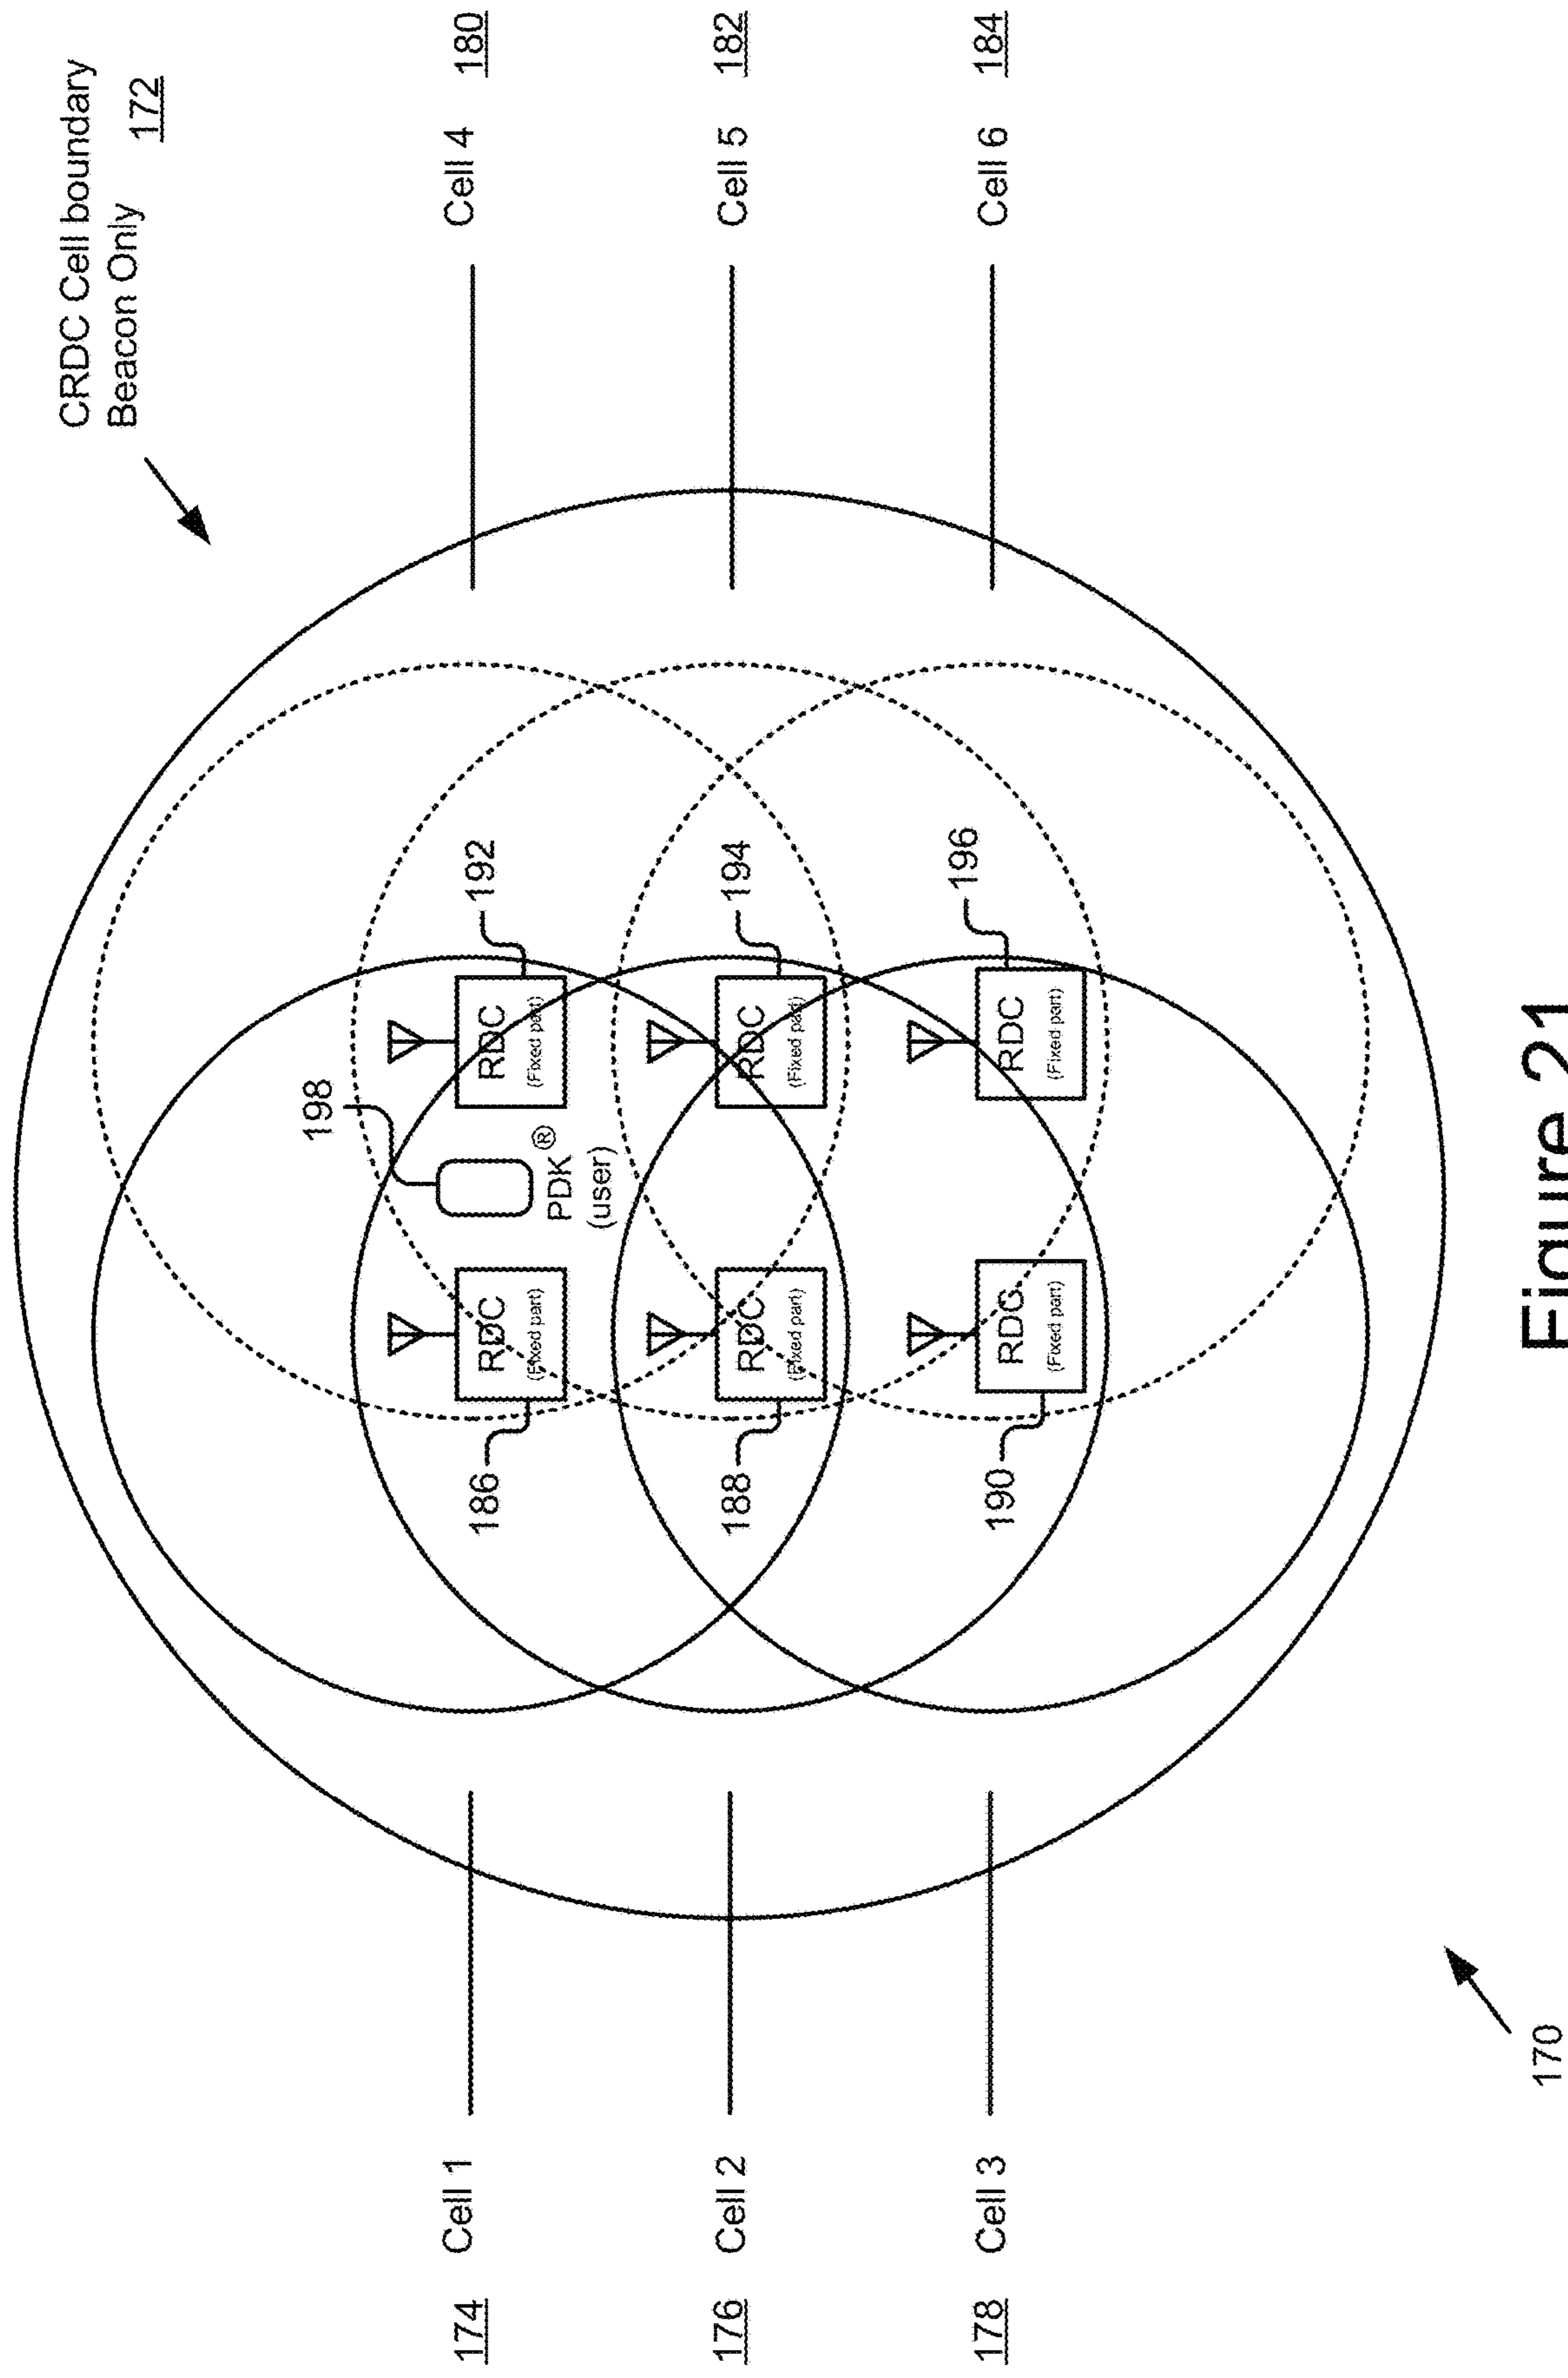 CRDC Cell boundary
Beacon Only 172
198
174 Cell 1
186
RDC
(Fixed part)
PDK®
(user)
RDC
(Fixed part)
192
Cell 4 180
176 Cell 2
188
RDC
(Fixed part)
RDC
(Fixed part)
194
Cell 5 182
178 Cell 3
190
RDC
(Fixed part)
RDC
(Fixed part)
196
Cell 6 184
170
Figure 21